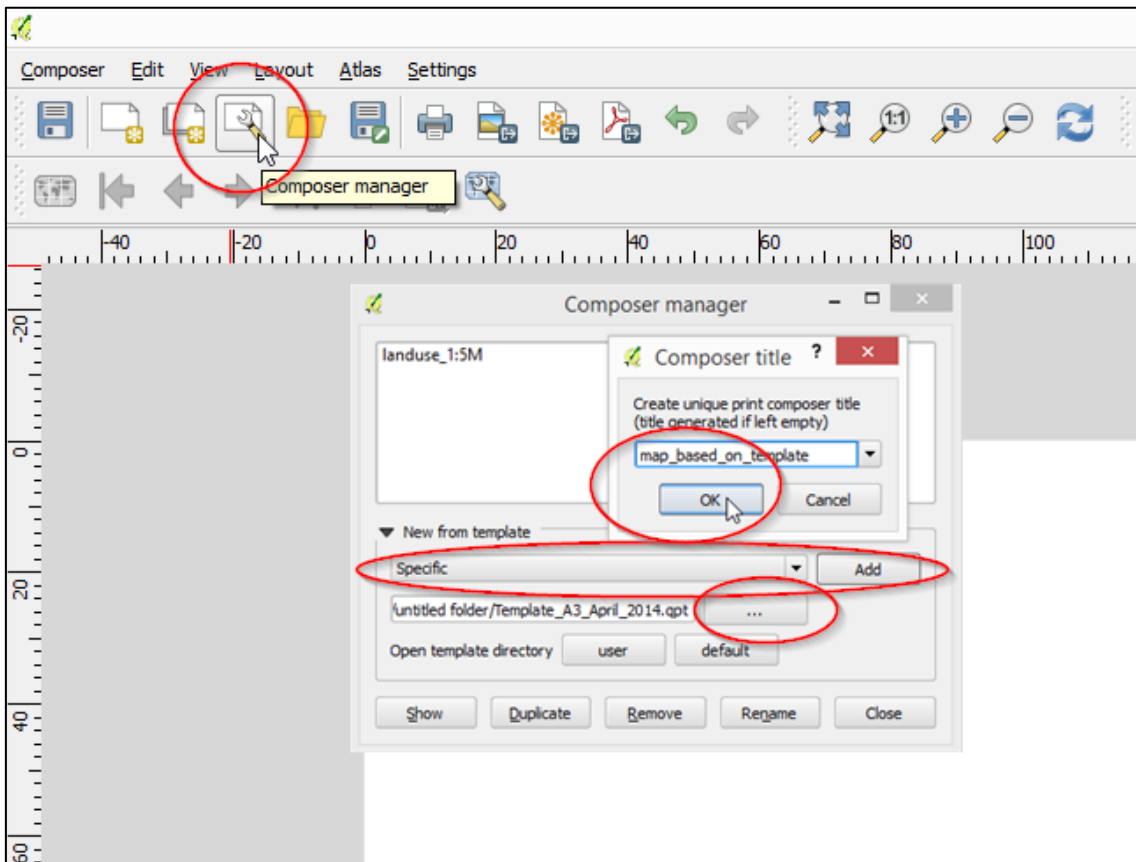 Composer Edit View Layout Atlas Settings
1:1
Composer manager
-40 -20 0 20 40 60 80 100
-20
0
20
40
60
Composer manager
landuse_1:5M
Composer title ?
Create unique print composer title
(title generated if left empty)
map_based_on_template
OK Cancel
New from template
Specific Add
/untitled folder/Template_A3_April_2014.qpt ...
Open template directory user default
Show Duplicate Remove Rename Close